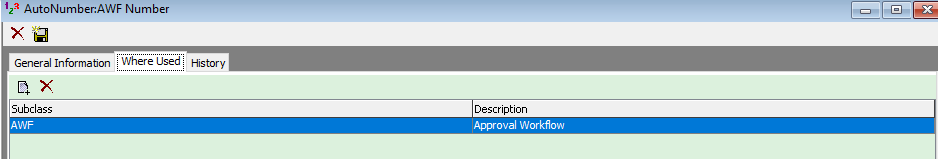 AutoNumber:AWF Number
General Information Where Used History
Subclass Description
AWF Approval Workflow